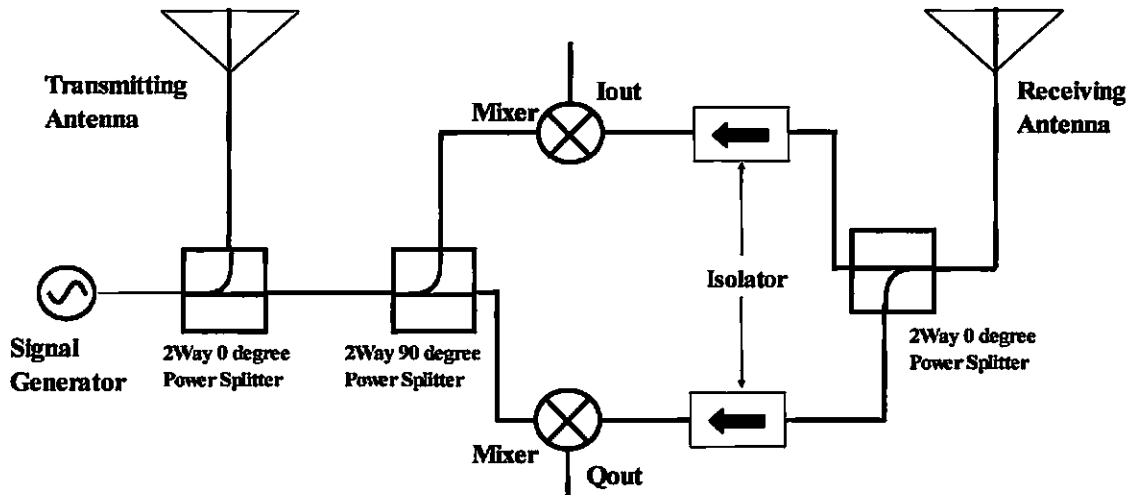 Transmitting
Antenna
Mixer
Iout
Receiving
Antenna
Isolator
Signal
Generator
2Way 0 degree
Power Splitter
2Way 90 degree
Power Splitter
2Way 0 degree
Power Splitter
Mixer
Qout